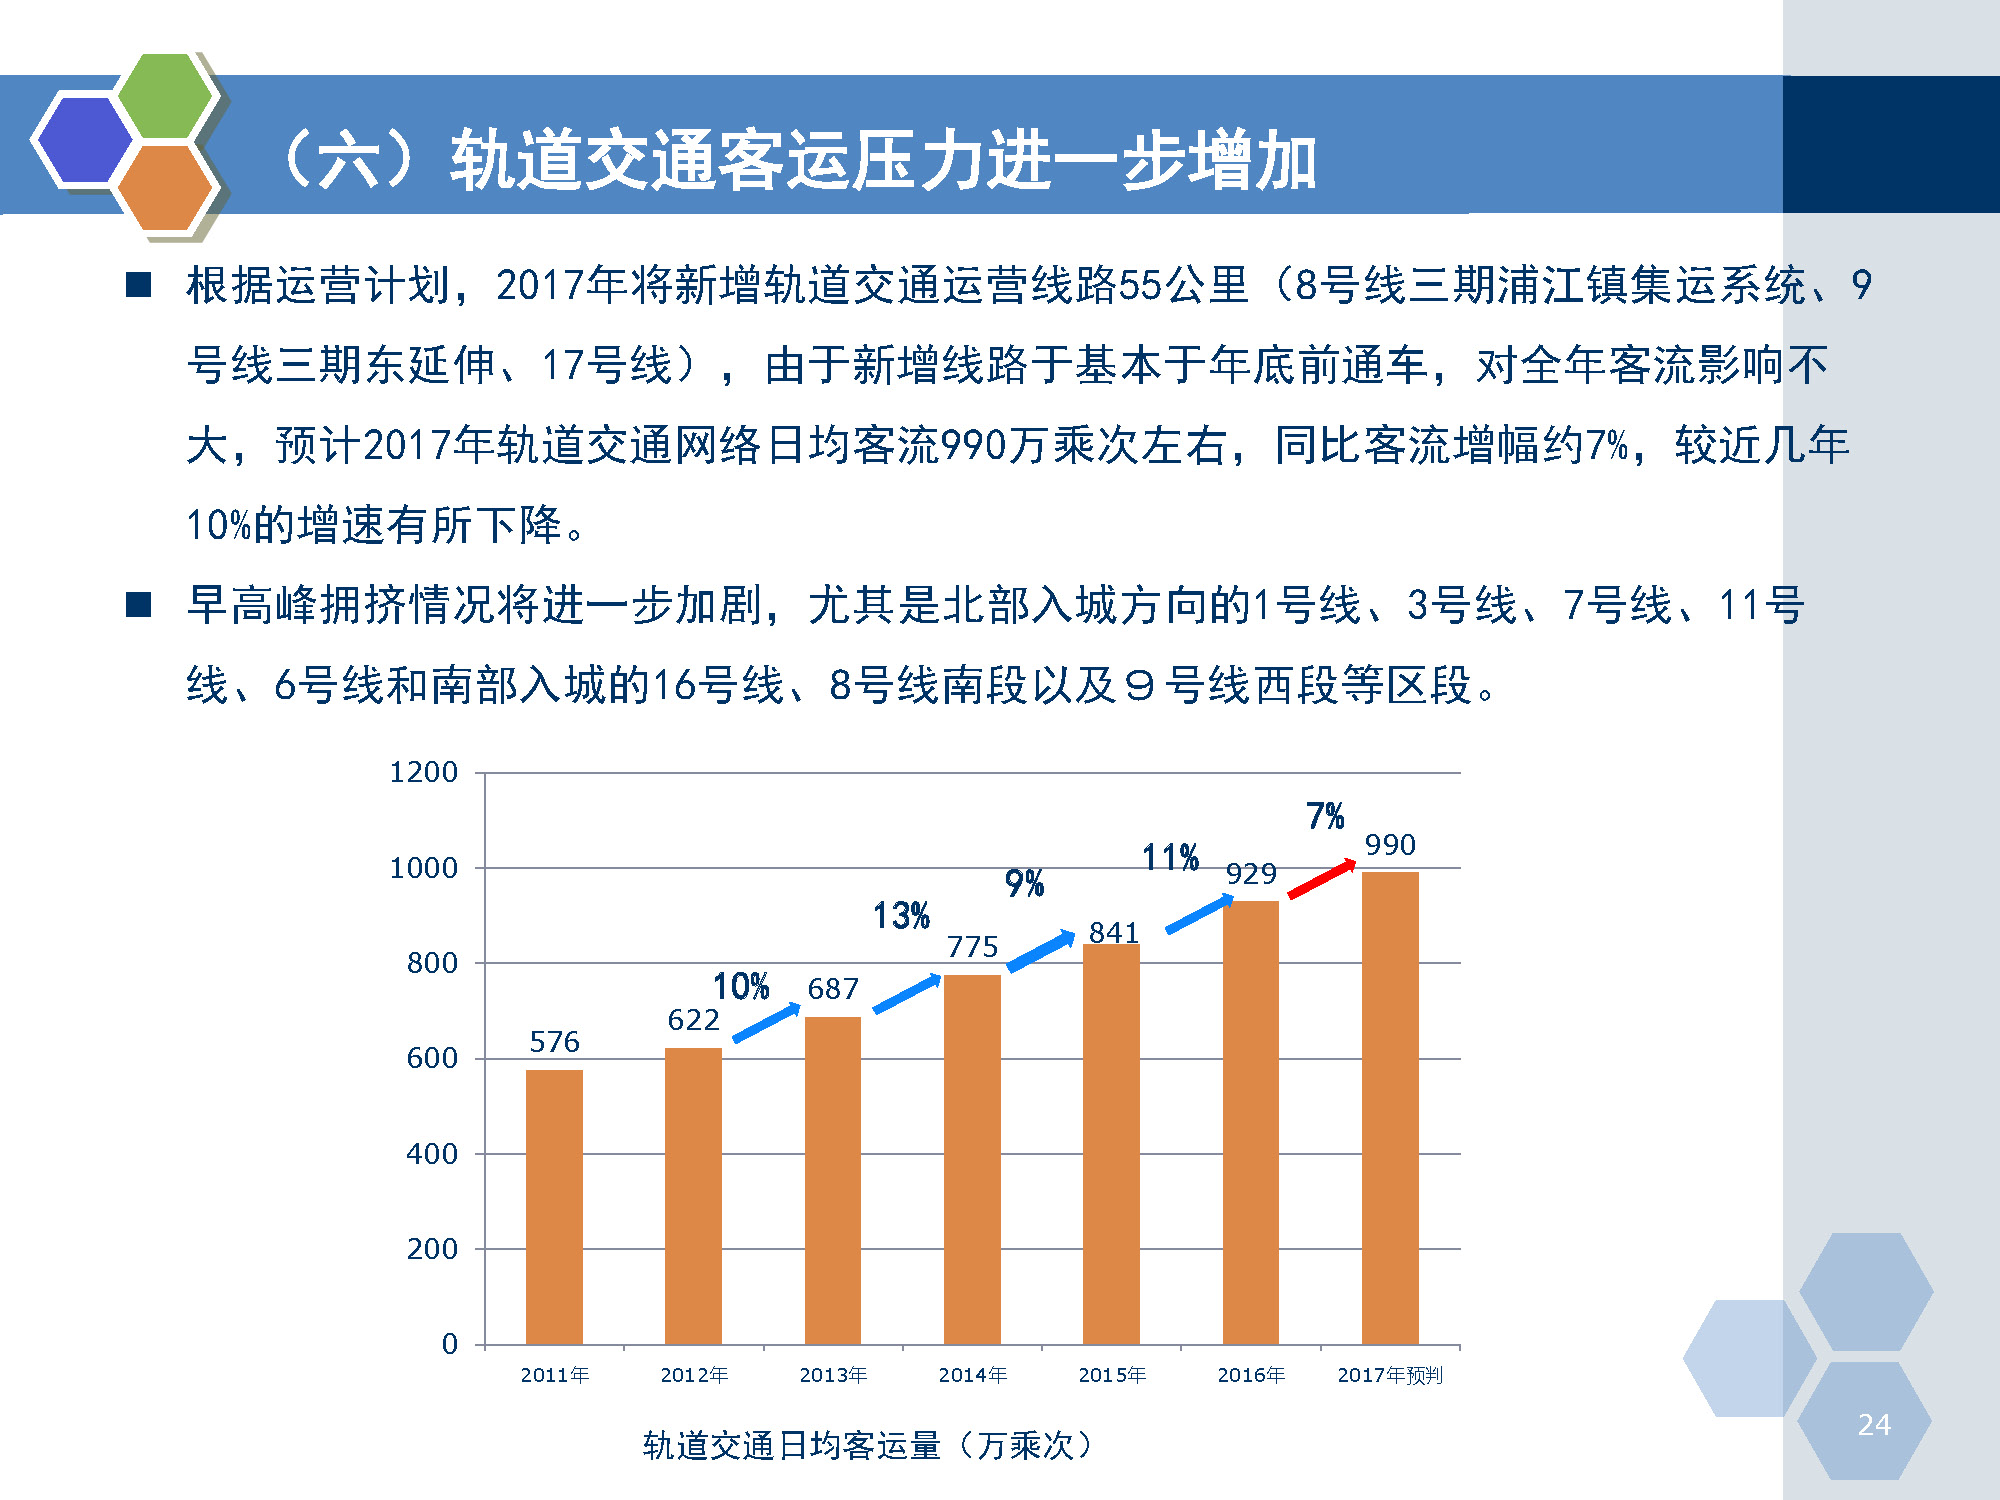 （六）轨道交通客运压力进一步增加
■ 根据运营计划，2017年将新增轨道交通运营线路55公里（8号线三期浦江镇集运系统、9
号线三期东延伸、17号线），由于新增线路于基本于年底前通车，对全年客流影响不
大，预计2017年轨道交通网络日均客流990万乘次左右，同比客流增幅约7%，较近几年
10%的增速有所下降。
■ 早高峰拥挤情况将进一步加剧，尤其是北部入城方向的1号线、3号线、7号线、11号
线、6号线和南部入城的16号线、8号线南段以及９号线西段等区段。
1200
1000
800
600
400
200
0
576
622
687
775
841
929
990
10%
13%
9%
11%
7%
2011年
2012年
2013年
2014年
2015年
2016年
2017年预判
轨道交通日均客运量（万乘次）
24